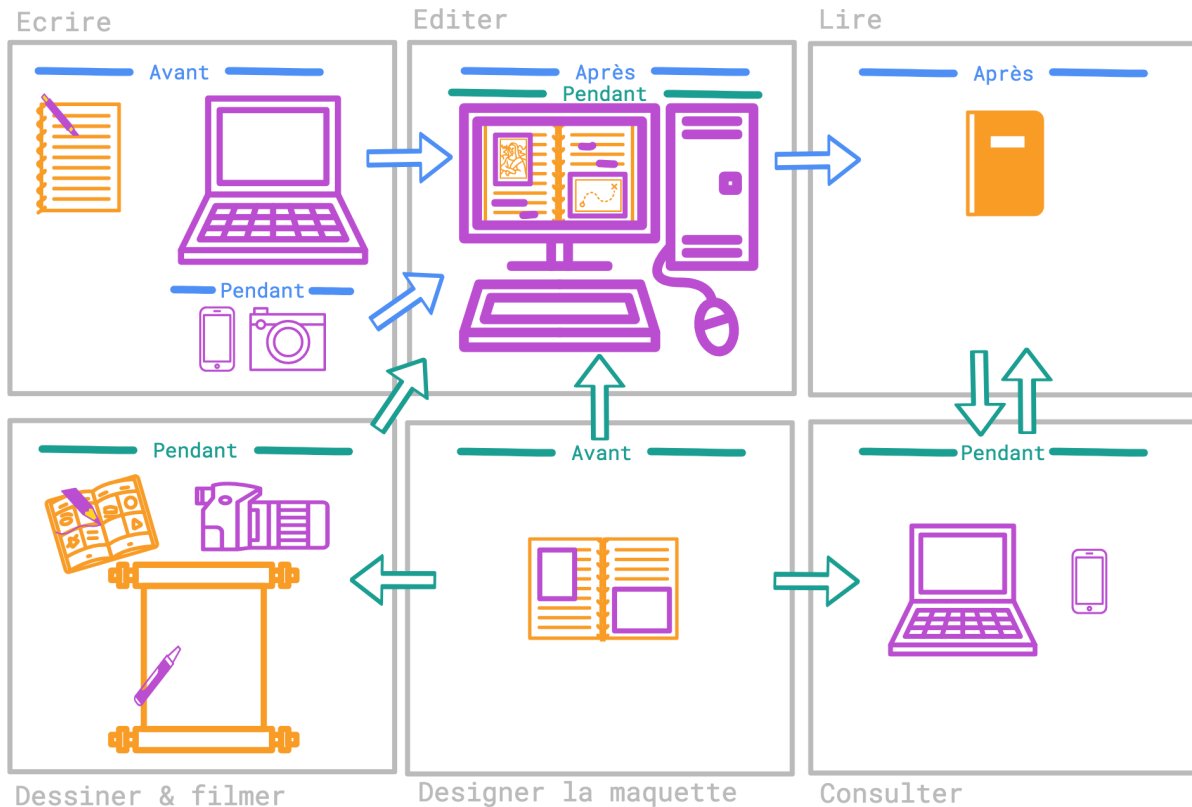 Ecrire
Editer
Lire
Avant
Après
Pendant
Après
Pendant
Pendant
Avant
Pendant
Dessiner & filmer
Designer la maquette
Consulter